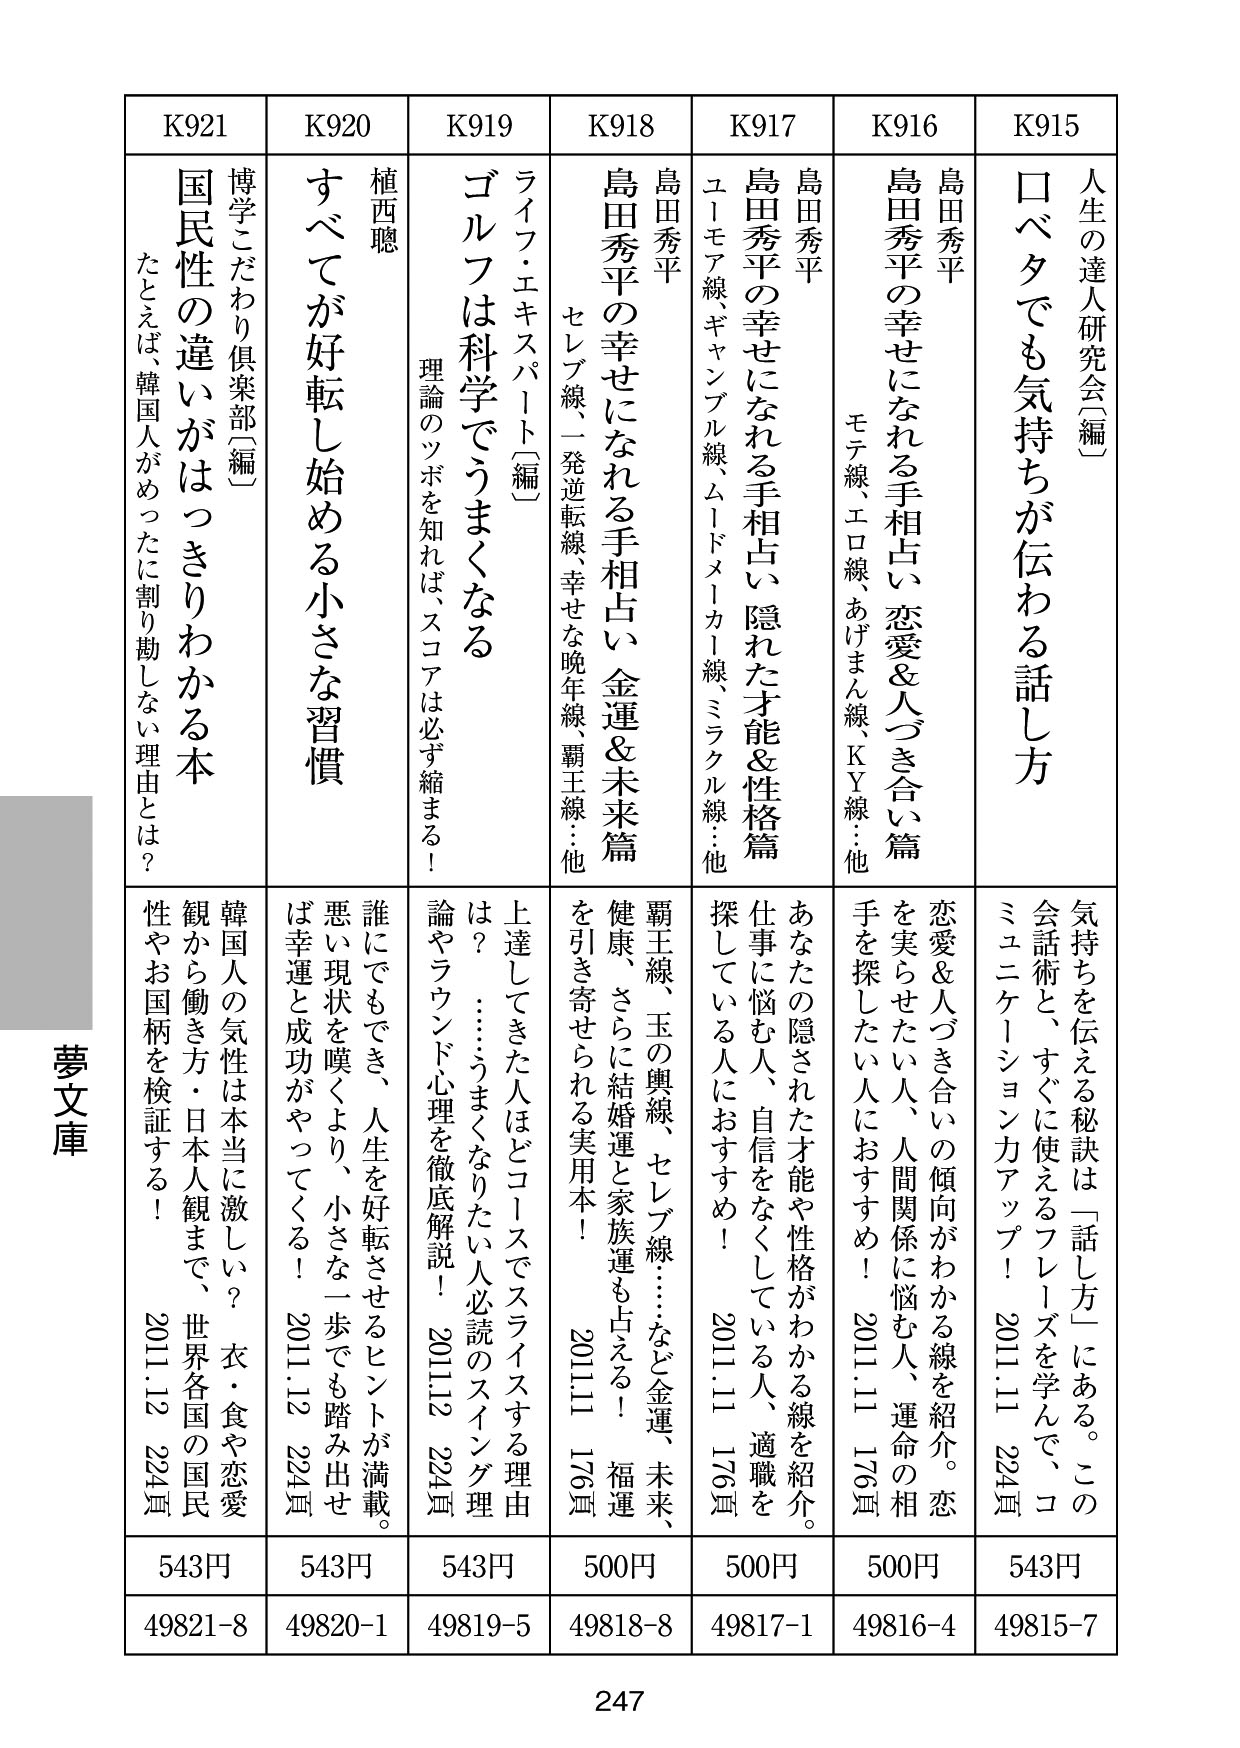 K915
人生の達人研究会〔編〕
口ベタでも気持ちが伝わる話し方
気持ちを伝える秘訣は「話し方」にある。この
会話術と、すぐに使えるフレーズを学んで、コ
ミュニケーション力アップ！ 2011.11 224頁
543円
49815-7
K916
島田秀平
島田秀平の幸せになれる手相占い 恋愛&人づき合い篇
モテ線、エロ線、あげまん線、KY線…他
恋愛&人づき合いの傾向がわかる線を紹介。恋
を実らせたい人、人間関係に悩む人、運命の相
手を探したい人におすすめ！ 2011.11 176頁
500円
49816-4
K917
島田秀平
島田秀平の幸せになれる手相占い 隠れた才能&性格篇
ユーモア線、ギャンブル線、ムードメーカー線、ミラクル線…他
あなたの隠された才能や性格がわかる線を紹介。
仕事に悩む人、自信をなくしている人、適職を
探している人におすすめ！ 2011.11 176頁
500円
49817-1
K918
島田秀平
島田秀平の幸せになれる手相占い 金運&未来篇
セレブ線、一発逆転線、幸せな晩年線、覇王線…他
覇王線、玉の輿線、セレブ線……など金運、未来、
健康、さらに結婚運と家族運も占える！ 福運
を引き寄せられる実用本！ 2011.11 176頁
500円
49818-8
K919
ライフ・エキスパート〔編〕
ゴルフは科学でうまくなる
理論のツボを知れば、スコアは必ず縮まる！
上達してきた人ほどコースでスライスする理由
は？ ……うまくなりたい人必読のスイング理
論やラウンド心理を徹底解説！ 2011.12 224頁
543円
49819-5
K920
植西聰
すべてが好転し始める小さな習慣
誰にでもでき、人生を好転させるヒントが満載。
悪い現状を嘆くより、小さな一歩でも踏み出せ
ば幸運と成功がやってくる！ 2011.12 224頁
543円
49820-1
K921
博学こだわり倶楽部〔編〕
国民性の違いがはっきりわかる本
たとえば、韓国人がめったに割り勘しない理由とは？
韓国人の気性は本当に激しい？ 衣・食や恋愛
観から働き方・日本人観まで、世界各国の国民
性やお国柄を検証する！ 2011.12 224頁
543円
49821-8
夢文庫
247